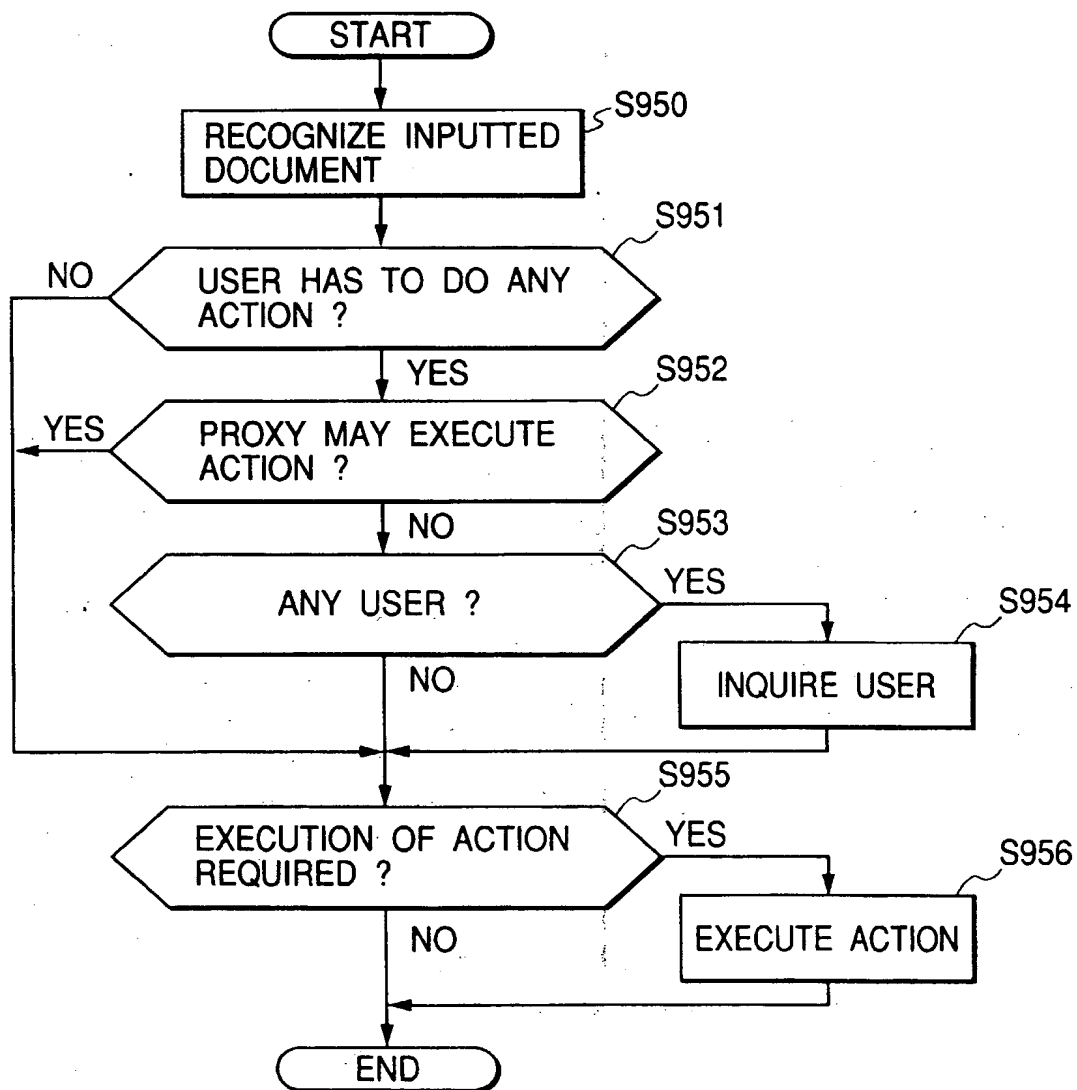 START
S950
RECOGNIZE INPUTTED
DOCUMENT
S951
NO
USER HAS TO DO ANY
ACTION ?
YES
S952
YES
PROXY MAY EXECUTE
ACTION ?
NO
S953
ANY USER ?
YES
S954
NO
INQUIRE USER
S955
EXECUTION OF ACTION
REQUIRED ?
YES
S956
NO
EXECUTE ACTION
END